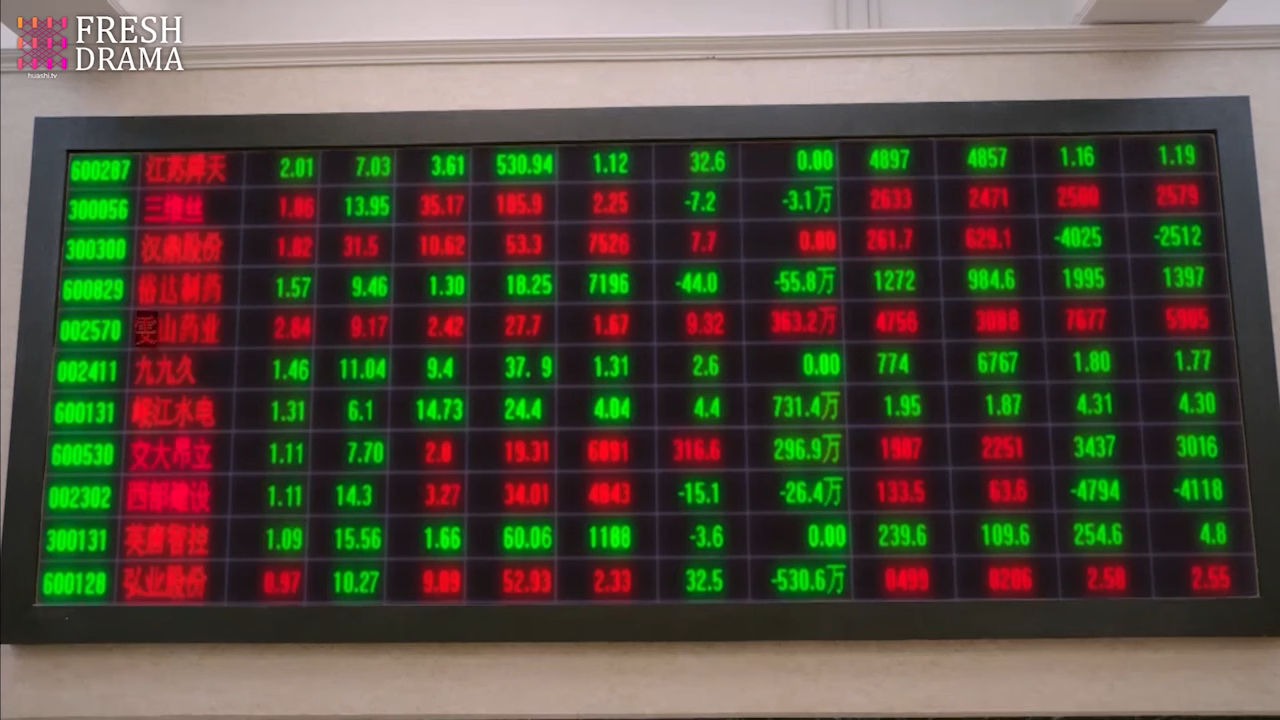 FRESH
DRAMA
huashi.tv
600287 江苏舜天 2.01 7.03 3.61 530.94 1.12 32.6 0.00 4897 4857 1.16 1.19
300056 三维丝 1.86 13.95 35.17 185.9 2.25 -7.2 -3.1万 2633 2471 2580 2579
300300 汉鼎股份 1.82 31.5 10.62 53.3 7526 7.7 0.00 261.7 629.1 -4025 -2512
600829 制药 1.57 9.46 1.30 18.25 7196 -44.0 -55.8万 1272 984.6 1995 1397
002570 雯山药业 2.84 9.17 2.42 27.7 1.67 9.32 363.2万 4756 7677
002411 九九久 1.46 11.04 9.4 37.9 1.31 2.6 0.00 774 6767 1.80 1.77
600131 岷江水电 1.31 6.1 14.73 24.4 4.04 4.4 731.4万 1.95 1.87 4.31 4.30
600530 交大昂立 1.11 7.70 2.8 19.31 6891 316.6 296.9万 1987 2251 3437 3016
002302 西部建设 1.11 14.3 3.27 34.01 4843 -15.1 -26.4万 133.5 63.6 -4794 -4118
300131 英唐智控 1.09 15.56 1.66 60.06 1188 -3.6 0.00 239.6 109.6 254.6 4.8
600128 弘业股份 0.97 10.27 9.89 52.93 2.33 32.5 -530.6万 2.58 2.55